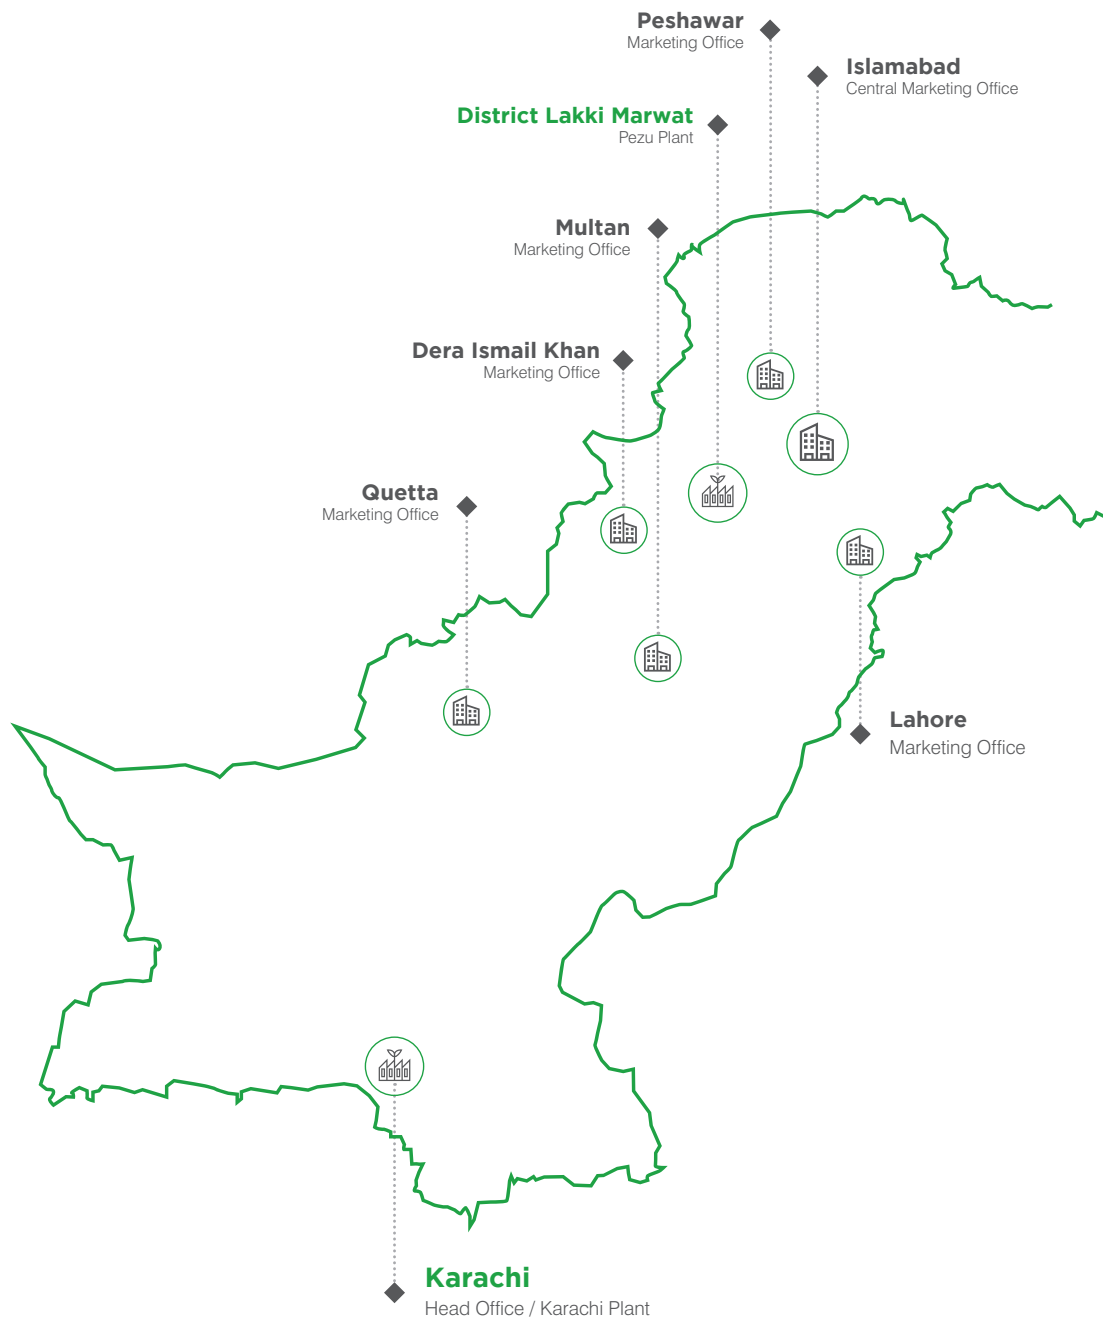 Peshawar
Marketing Office
Islamabad
Central Marketing Office
District Lakki Marwat
Pezu Plant
Multan
Marketing Office
Dera Ismail Khan
Marketing Office
Quetta
Marketing Office
Lahore
Marketing Office
Karachi
Head Office / Karachi Plant